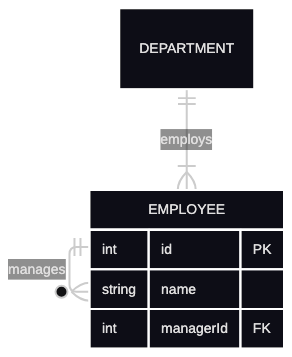 DEPARTMENT
employs
EMPLOYEE
int id PK
manages
string name
int managerId FK